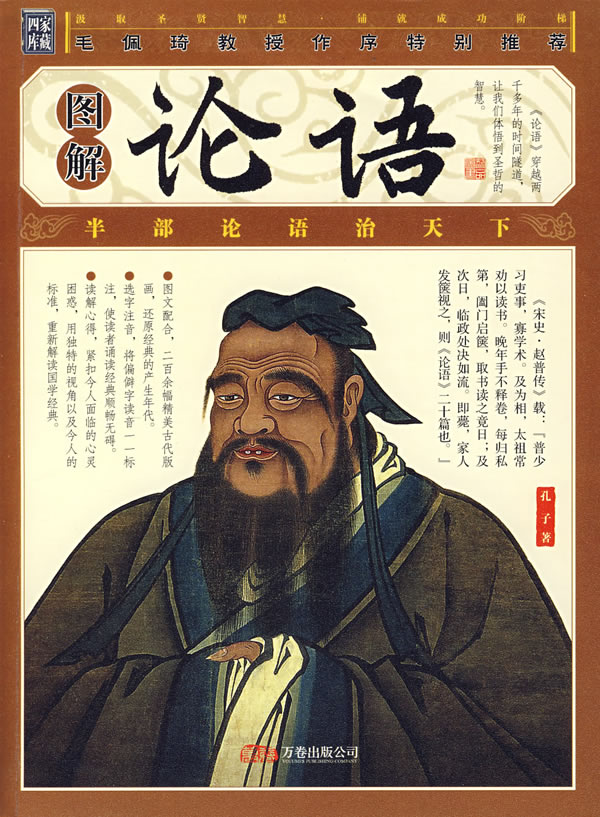 四库
家藏
汲取圣贤智慧·铺就成功阶梯
毛佩琦教授作序特别推荐
图解
论语
《论语》穿越两
千多年的时间隧道，
让我们体悟到圣哲的
智慧。
半部论语治天下
《宋史·赵普传》载：「普少
习吏事，寡学术。及为相，太祖常
劝以读书。晚年手不释卷，每归私
第，阖门启箧，取书读之竟日；及
次日，临政处决如流。即薨，家人
发箧视之，则《论语》二十篇也。」
孔子著
●图文配合，二百余幅精美古代版
画，还原经典的产生年代。
●选字注音，将偏僻字读音一一标
注，使读者诵读经典顺畅无碍。
●读解心得，紧扣今人面临的心灵
困惑，用独特的视角以及今人的
标准，重新解读国学经典。
万卷出版公司
VOLUMES PUBLISHING COMPANY